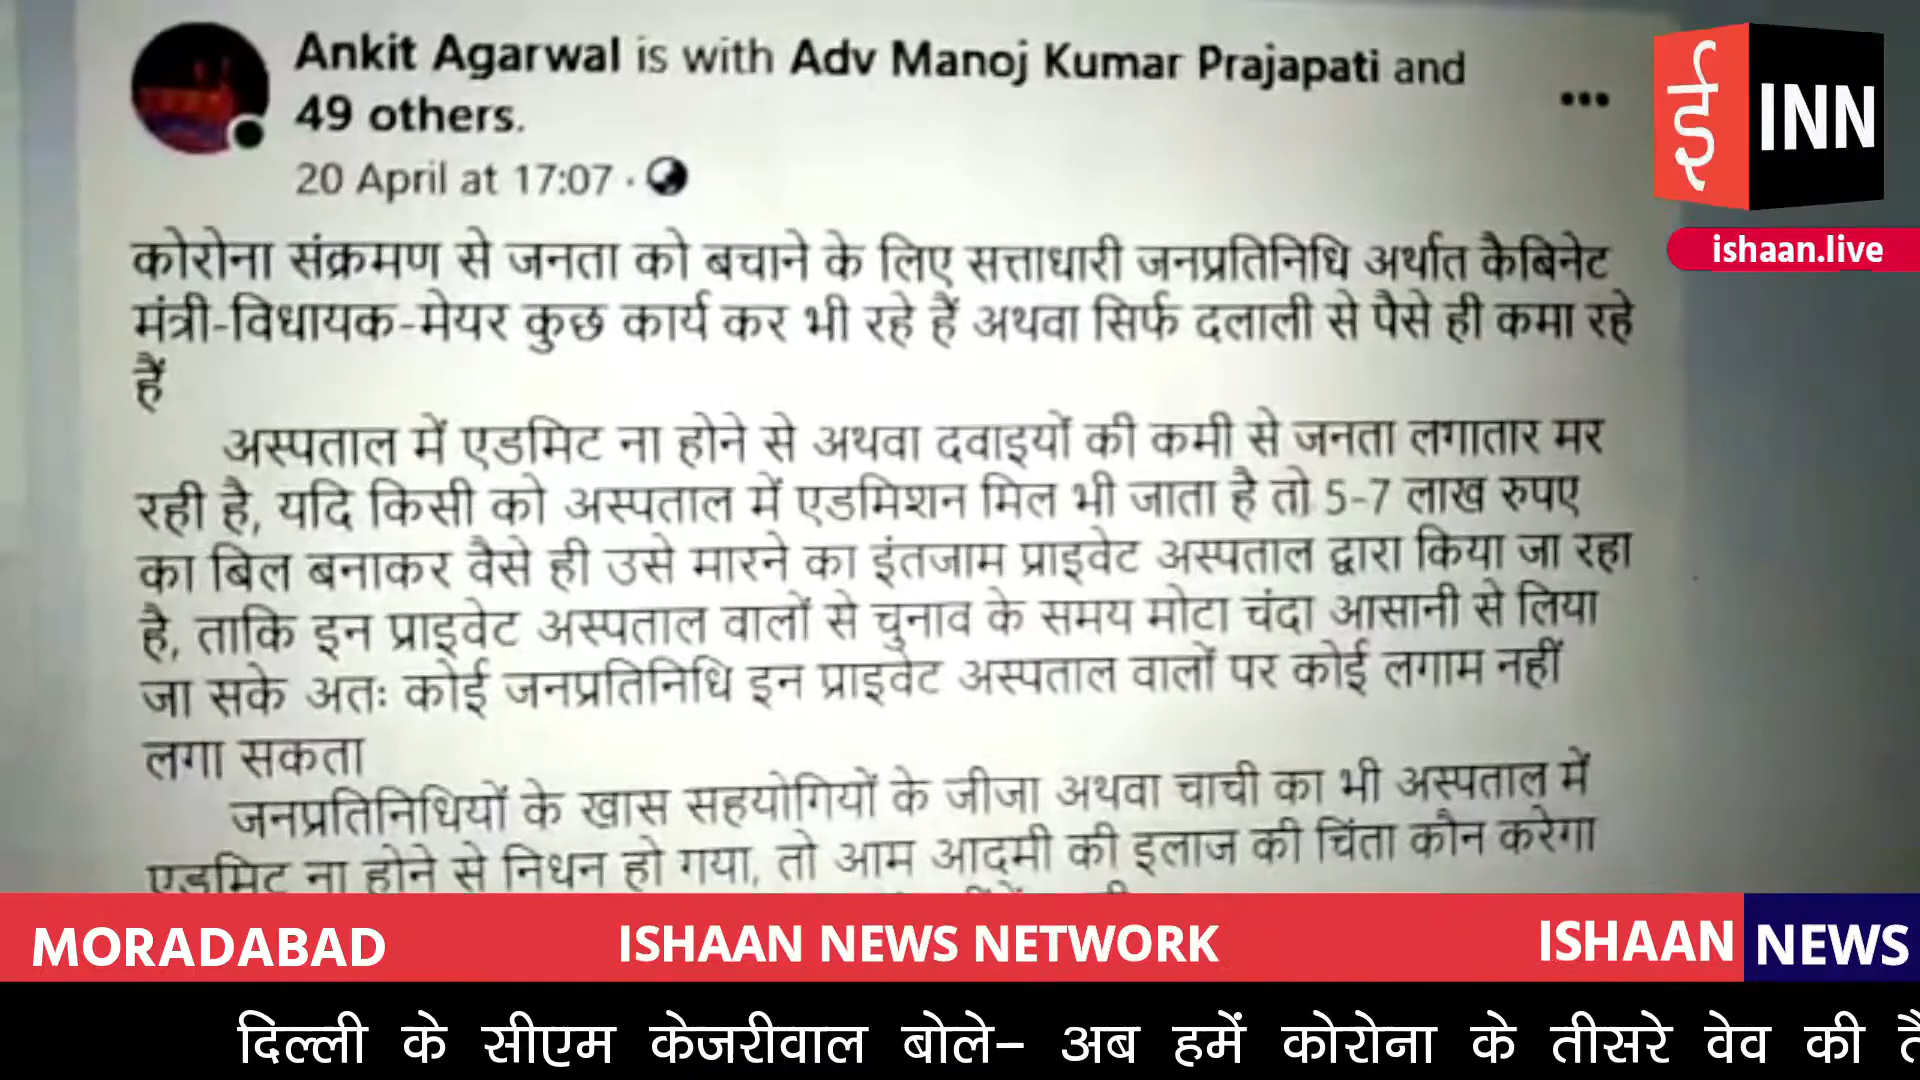 Ankit Agarwal is with Adv Manoj Kumar Prajapati and
49 others.
20 April at 17:07 ·
कोरोना संक्रमण से जनता को बचाने के लिए सत्ताधारी जनप्रतिनिधि अर्थात कैबिनेट
मंत्री-विधायक-मेयर कुछ कार्य कर भी रहे हैं अथवा सिर्फ दलाली से पैसे ही कमा रहे
हैं
अस्पताल में एडमिट ना होने से अथवा दवाइयों की कमी से जनता लगातार मर
रही है, यदि किसी को अस्पताल में एडमिशन मिल भी जाता है तो 5-7 लाख रुपए
का बिल बनाकर वैसे ही उसे मारने का इंतजाम प्राइवेट अस्पताल द्वारा किया जा रहा
है, ताकि इन प्राइवेट अस्पताल वालों से चुनाव के समय मोटा चंदा आसानी से लिया
जा सके अतः कोई जनप्रतिनिधि इन प्राइवेट अस्पताल वालों पर कोई लगाम नहीं
लगा सकता
जनप्रतिनिधियों के खास सहयोगियों के जीजा अथवा चाची का भी अस्पताल में
एडमिट ना होने से निधन हो गया, तो आम आदमी की इलाज की चिंता कौन करेगा
ई INN
ishaan.live
MORADABAD
ISHAAN NEWS NETWORK
ISHAAN NEWS
दिल्ली के सीएम केजरीवाल बोले– अब हमें कोरोना के तीसरे वेव की